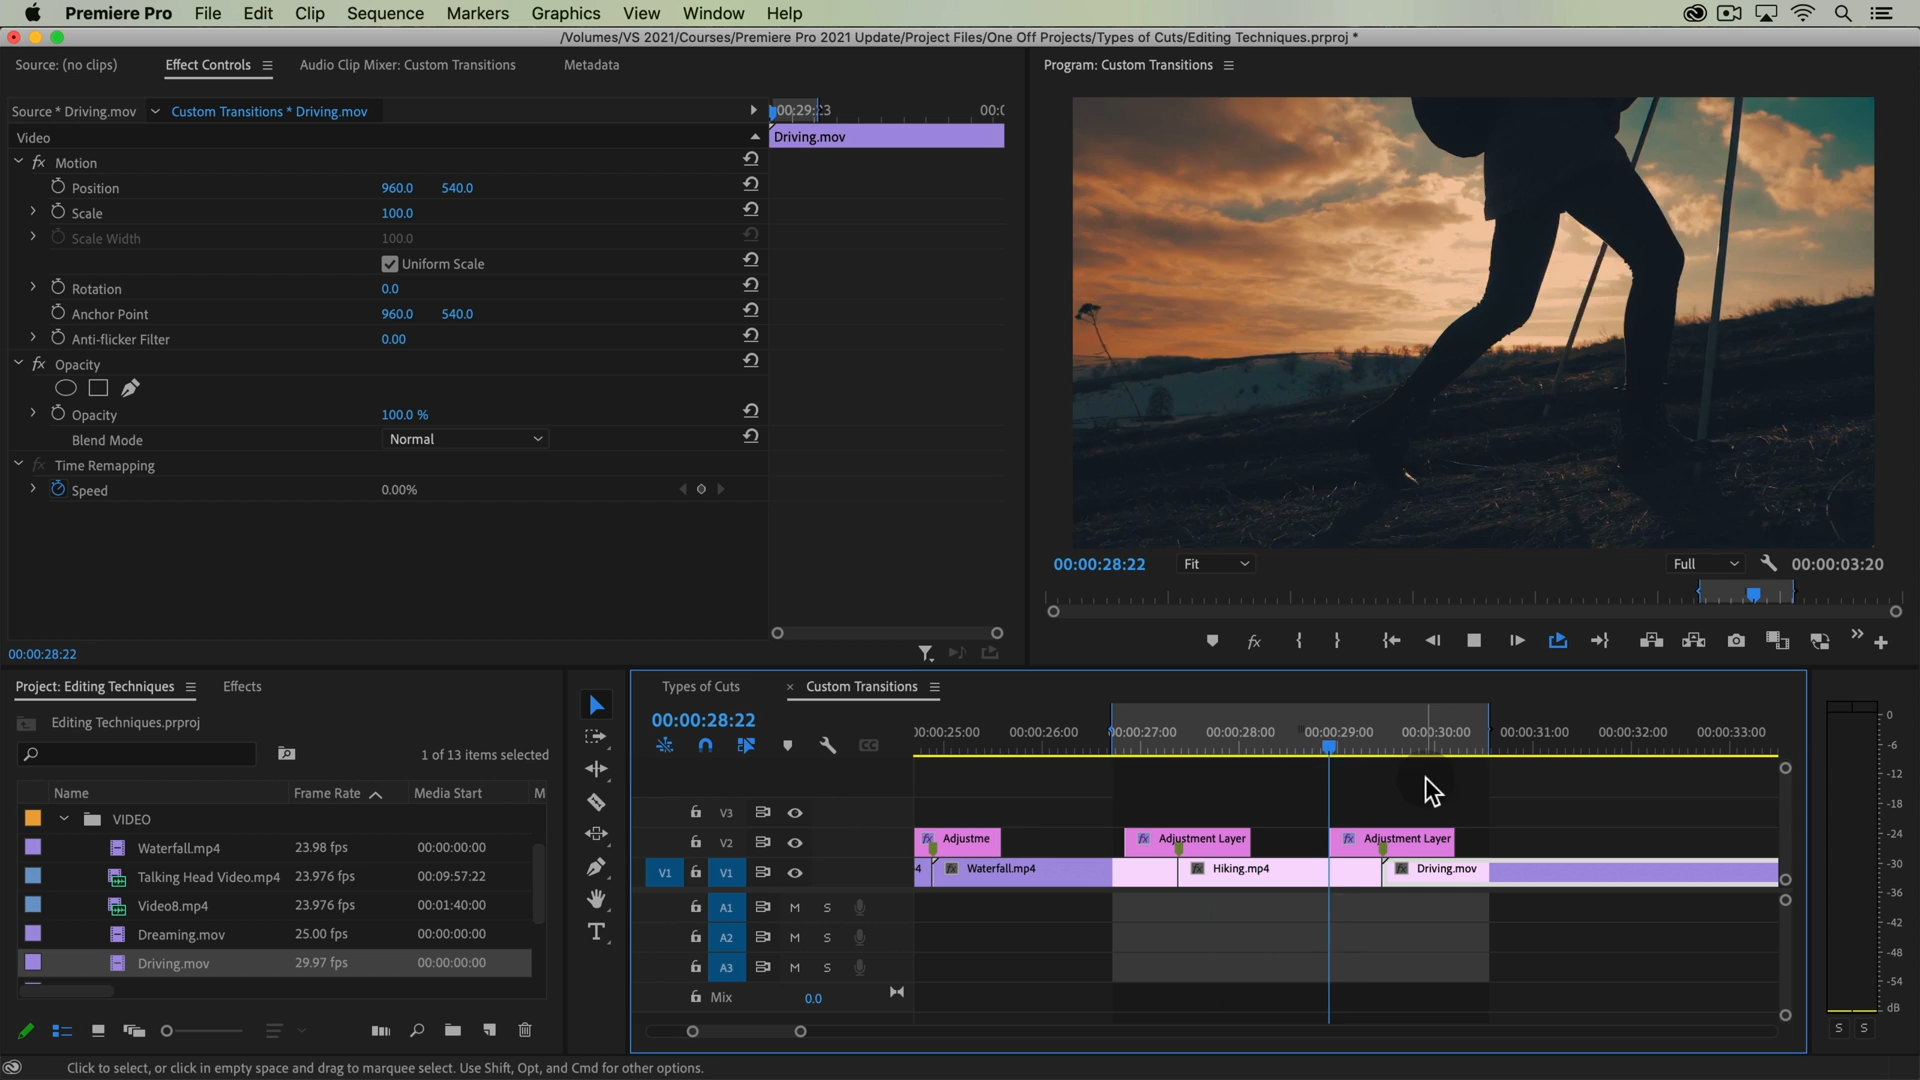 Premiere Pro File Edit Clip Sequence Markers Graphics View Window Help
/Volumes/VS 2021/Courses/Premiere Pro 2021 Update/Project Files/One Off Projects/Types of Cuts/Editing Techniques.prproj *
Source: (no clips) Effect Controls Audio Clip Mixer: Custom Transitions Metadata
Program: Custom Transitions
Source * Driving.mov Custom Transitions * Driving.mov
Video
fx Motion
Position 960.0 540.0
Scale 100.0
Scale Width 100.0
Uniform Scale
Rotation 0.0
Anchor Point 960.0 540.0
Anti-flicker Filter 0.00
fx Opacity
Opacity 100.0 %
Blend Mode Normal
fx Time Remapping
Speed 0.00%
Driving.mov
00:00:28:22
00:00:28:22 Fit Full 00:00:03:20
fx
Project: Editing Techniques Effects
Editing Techniques.prproj
1 of 13 items selected
Name Frame Rate Media Start M
VIDEO
Waterfall.mp4 23.98 fps 00:00:00:00
Talking Head Video.mp4 23.976 fps 00:09:57:22
Video8.mp4 23.976 fps 00:01:40:00
Dreaming.mov 25.00 fps 00:00:00:00
Driving.mov 29.97 fps 00:00:00:00
T
Types of Cuts × Custom Transitions
00:00:28:22
00:00:26:00 00:00:28:00 00:00:29:00 00:00:30:00 00:00:31:00 00:00:32:00 00:00:33:00
V3
V2 fx Adjustme fx Adjustment Layer fx Adjustment Layer
V1 V1 4 Waterfall.mp4 Hiking.mp4 Driving.mov
A1 M S
A2 M S
A3 M S
Mix 0.0
0
-6
-12
-18
-24
-30
-36
-42
-48
-54
dB
S S
Click to select, or click in empty space and drag to marquee select. Use Shift, Opt, and Cmd for other options.